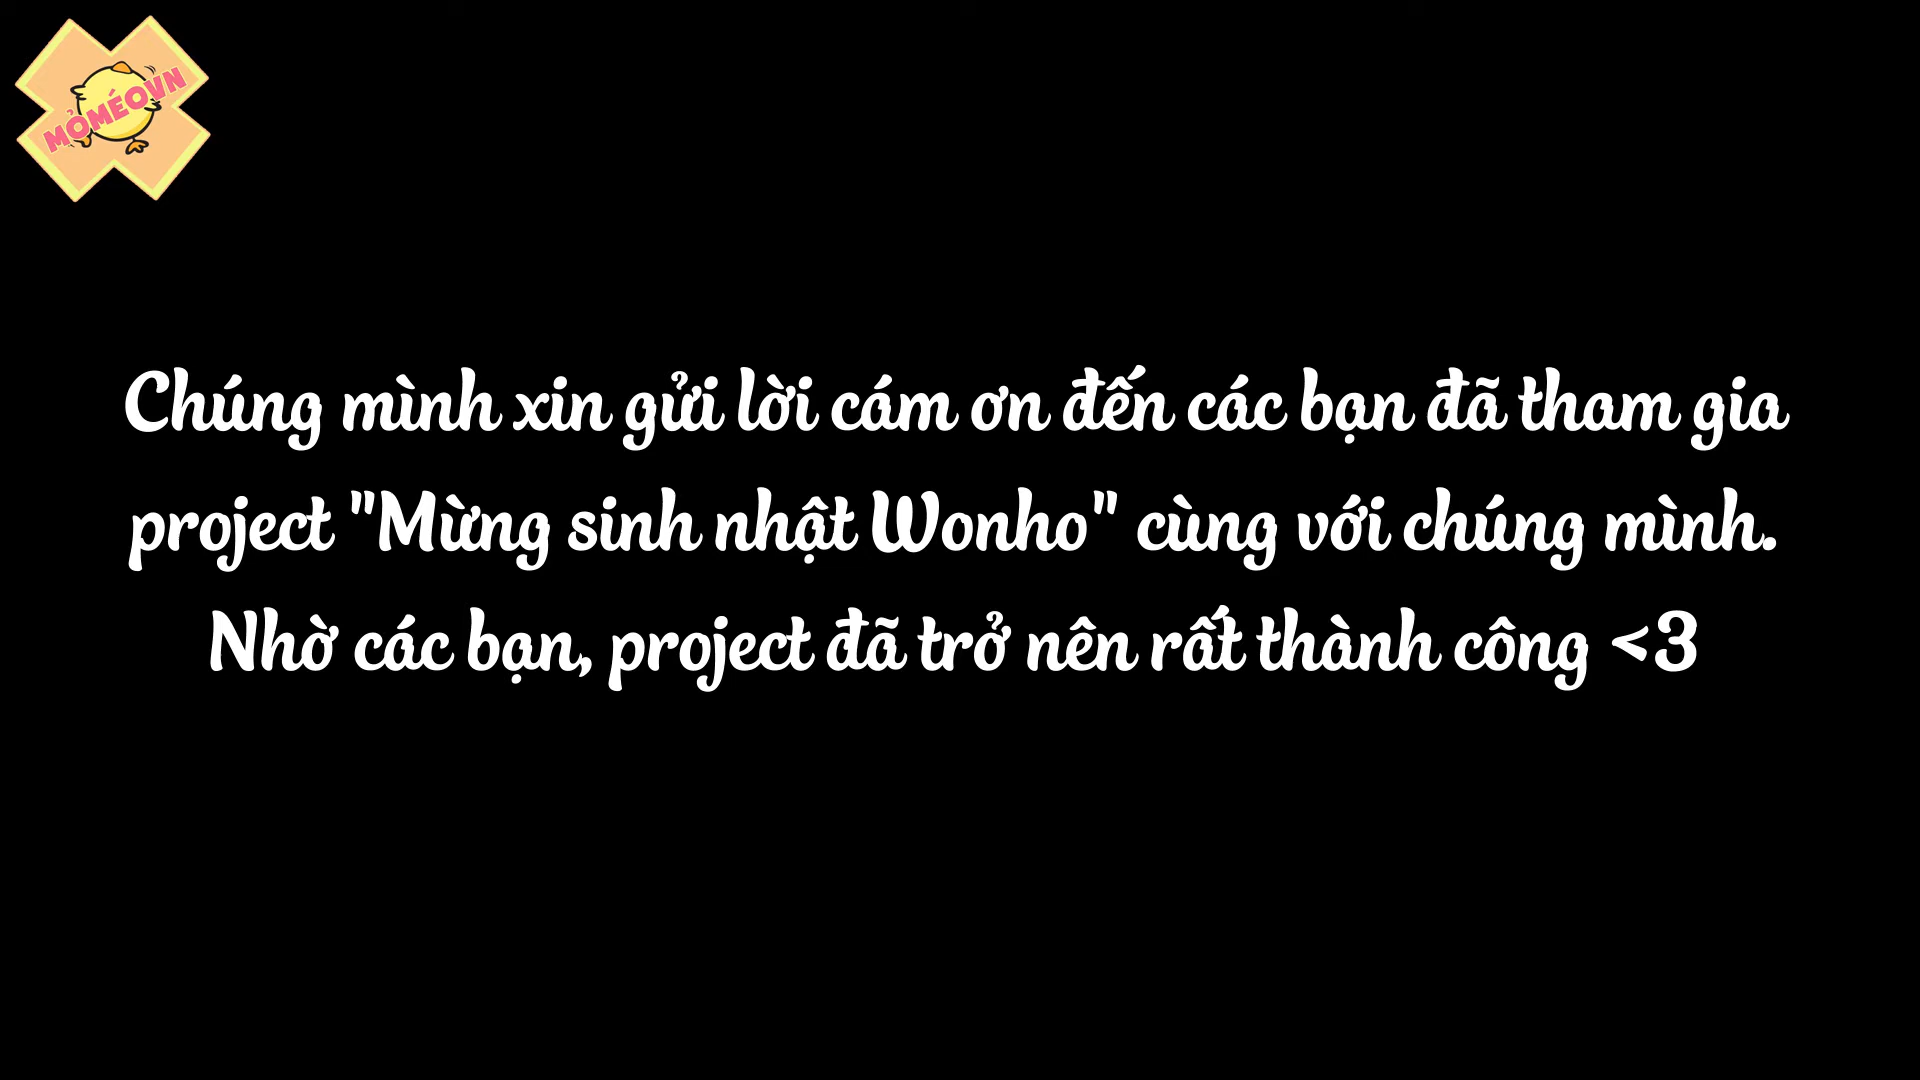 MỎMÉOVN
Chúng mình xin gửi lời cám ơn đến các bạn đã tham gia
project "Mừng sinh nhật Wonho" cùng với chúng mình.
Nhờ các bạn, project đã trở nên rất thành công <3